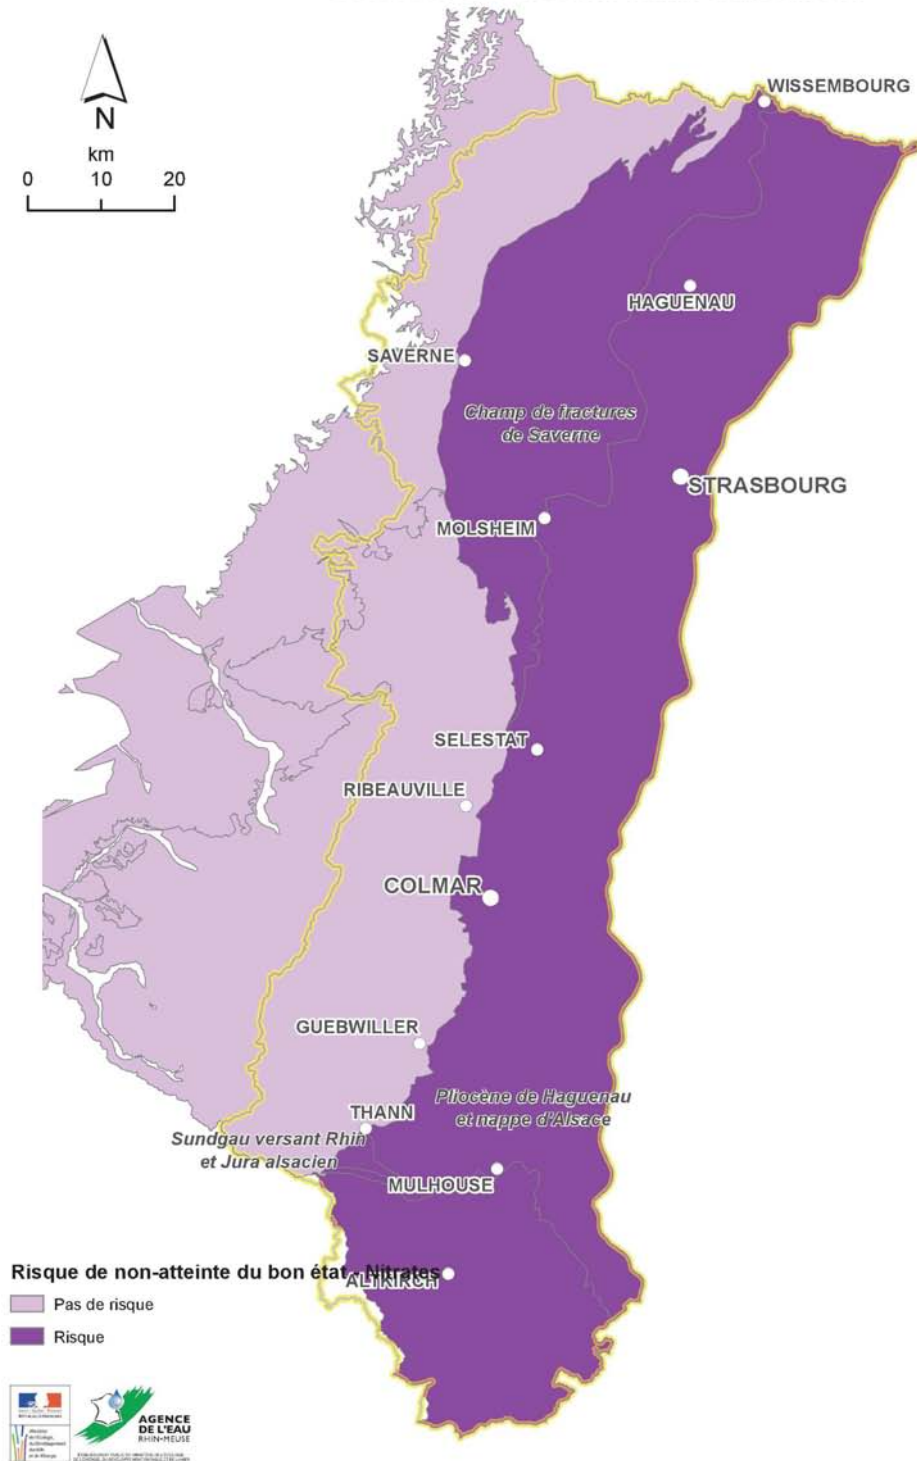 WISSEMBOURG
N
km
0 10 20
HAGUENAU
SAVERNE
Champ de fractures
de Saverne
STRASBOURG
MOLSHEIM
SELESTAT
RIBEAUVILLE
COLMAR
GUEBWILLER
Pliocène de Haguenau
et nappe d'Alsace
THANN
Sundgau versant Rhin
et Jura alsacien
MULHOUSE
Risque de non-atteinte du bon état - Nitrates
ALTKIRCH
Pas de risque
Risque
AGENCE
DE L'EAU
RHIN-MEUSE